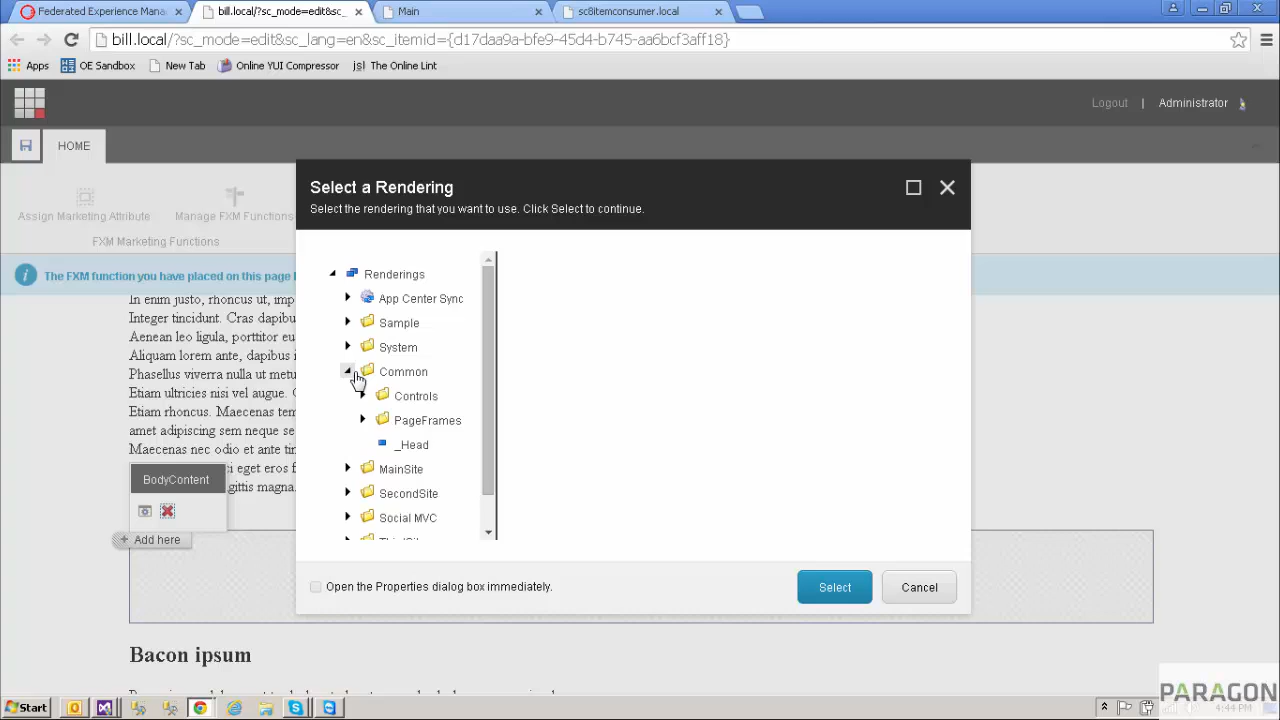 Federated Experience Mana
bill.local/?sc_mode=edit&sc_
Main
sc8itemconsumer.local
bill.local/?sc_mode=edit&sc_lang=en&sc_itemid={d17daa9a-bfe9-45d4-b745-aa6bcf3aff18}
Apps
OE Sandbox
New Tab
Online YUI Compressor
js! The Online Lint
Logout | Administrator
HOME
Assign Marketing Attribute
Manage FXM Functions
FXM Marketing Functions
The FXM function you have placed on this page
Select a Rendering
Select the rendering that you want to use. Click Select to continue.
Renderings
App Center Sync
Sample
System
Common
Controls
PageFrames
_Head
MainSite
SecondSite
Social MVC
In enim justo, rhoncus ut, imp
Integer tincidunt. Cras dapibu
Aenean leo ligula, porttitor eu
Aliquam lorem ante, dapibus i
Phasellus viverra nulla ut metu
Etiam ultricies nisi vel augue. C
Etiam rhoncus. Maecenas tem
amet adipiscing sem neque se
Maecenas nec odio et ante tin
eget eros f
gittis magna.
BodyContent
+ Add here
Open the Properties dialog box immediately.
Select
Cancel
Bacon ipsum
Start
4:44 PM
PARAGON